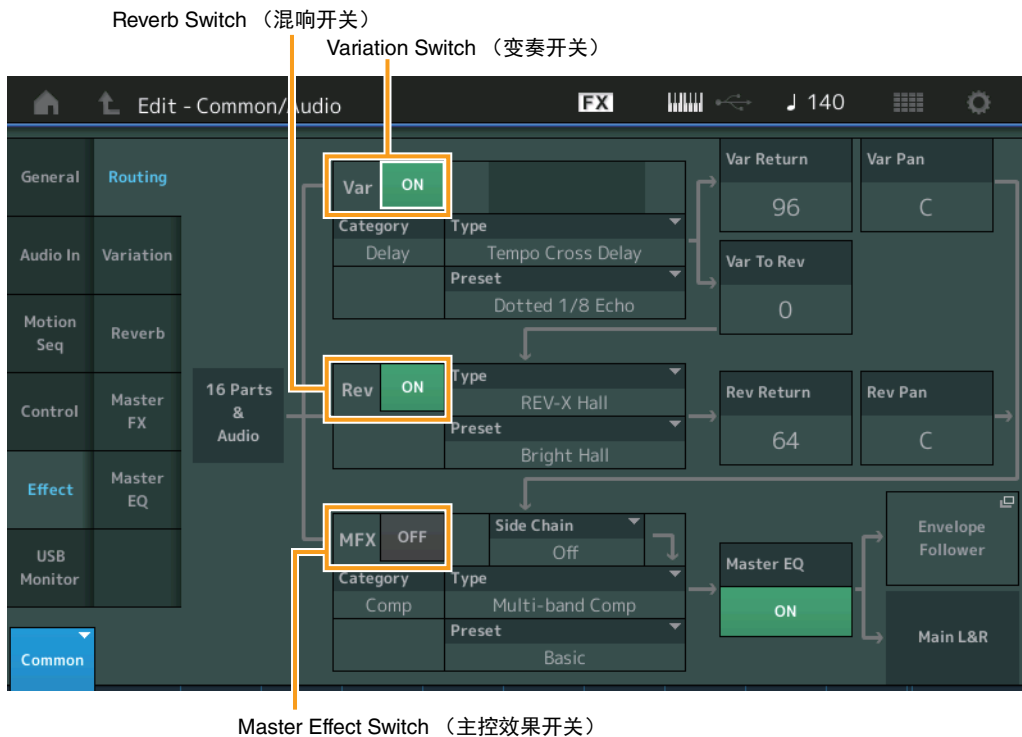 Reverb Switch （混响开关）
Variation Switch （变奏开关）
Edit - Common/Audio
FX
140
General
Routing
Var
ON
Var Return
96
Var Pan
C
Category
Delay
Type
Tempo Cross Delay
Audio In
Variation
Preset
Dotted 1/8 Echo
Var To Rev
0
Motion
Seq
Reverb
16 Parts
&
Audio
Rev
ON
Type
REV-X Hall
Rev Return
64
Rev Pan
C
Control
Master
FX
Preset
Bright Hall
Effect
Master
EQ
MFX
OFF
Side Chain
Off
Envelope
Follower
USB
Monitor
Category
Comp
Type
Multi-band Comp
Master EQ
ON
Preset
Basic
Main L&R
Common
Master Effect Switch （主控效果开关）